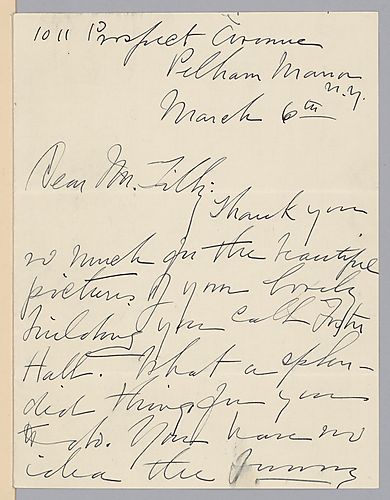 1011 Prospect Avenue
Pelham Manor
N.Y.
March 6th
Dear Mr. Lilly:
Thank you
so much for the beautiful
pictures of your lovely
building you call Foster
Hall. What a splen-
did thing for you
to do. You have no
idea the funny